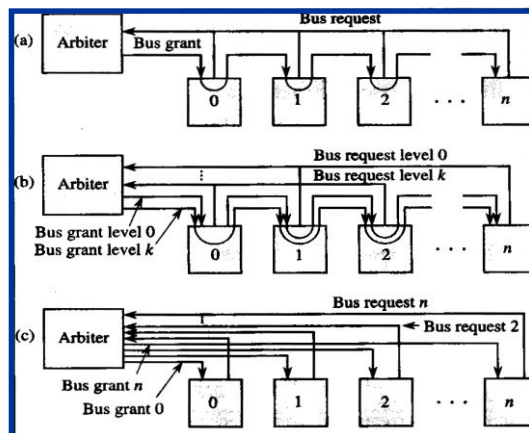 Bus request
(a)
Arbiter
Bus grant
0
1
2
. . .
n
Bus request level 0
Bus request level k
(b)
Arbiter
Bus grant level 0
Bus grant level k
0
1
2
. . .
n
Bus request n
(c)
Arbiter
Bus request 2
Bus grant n
Bus grant 0
0
1
2
. . .
n